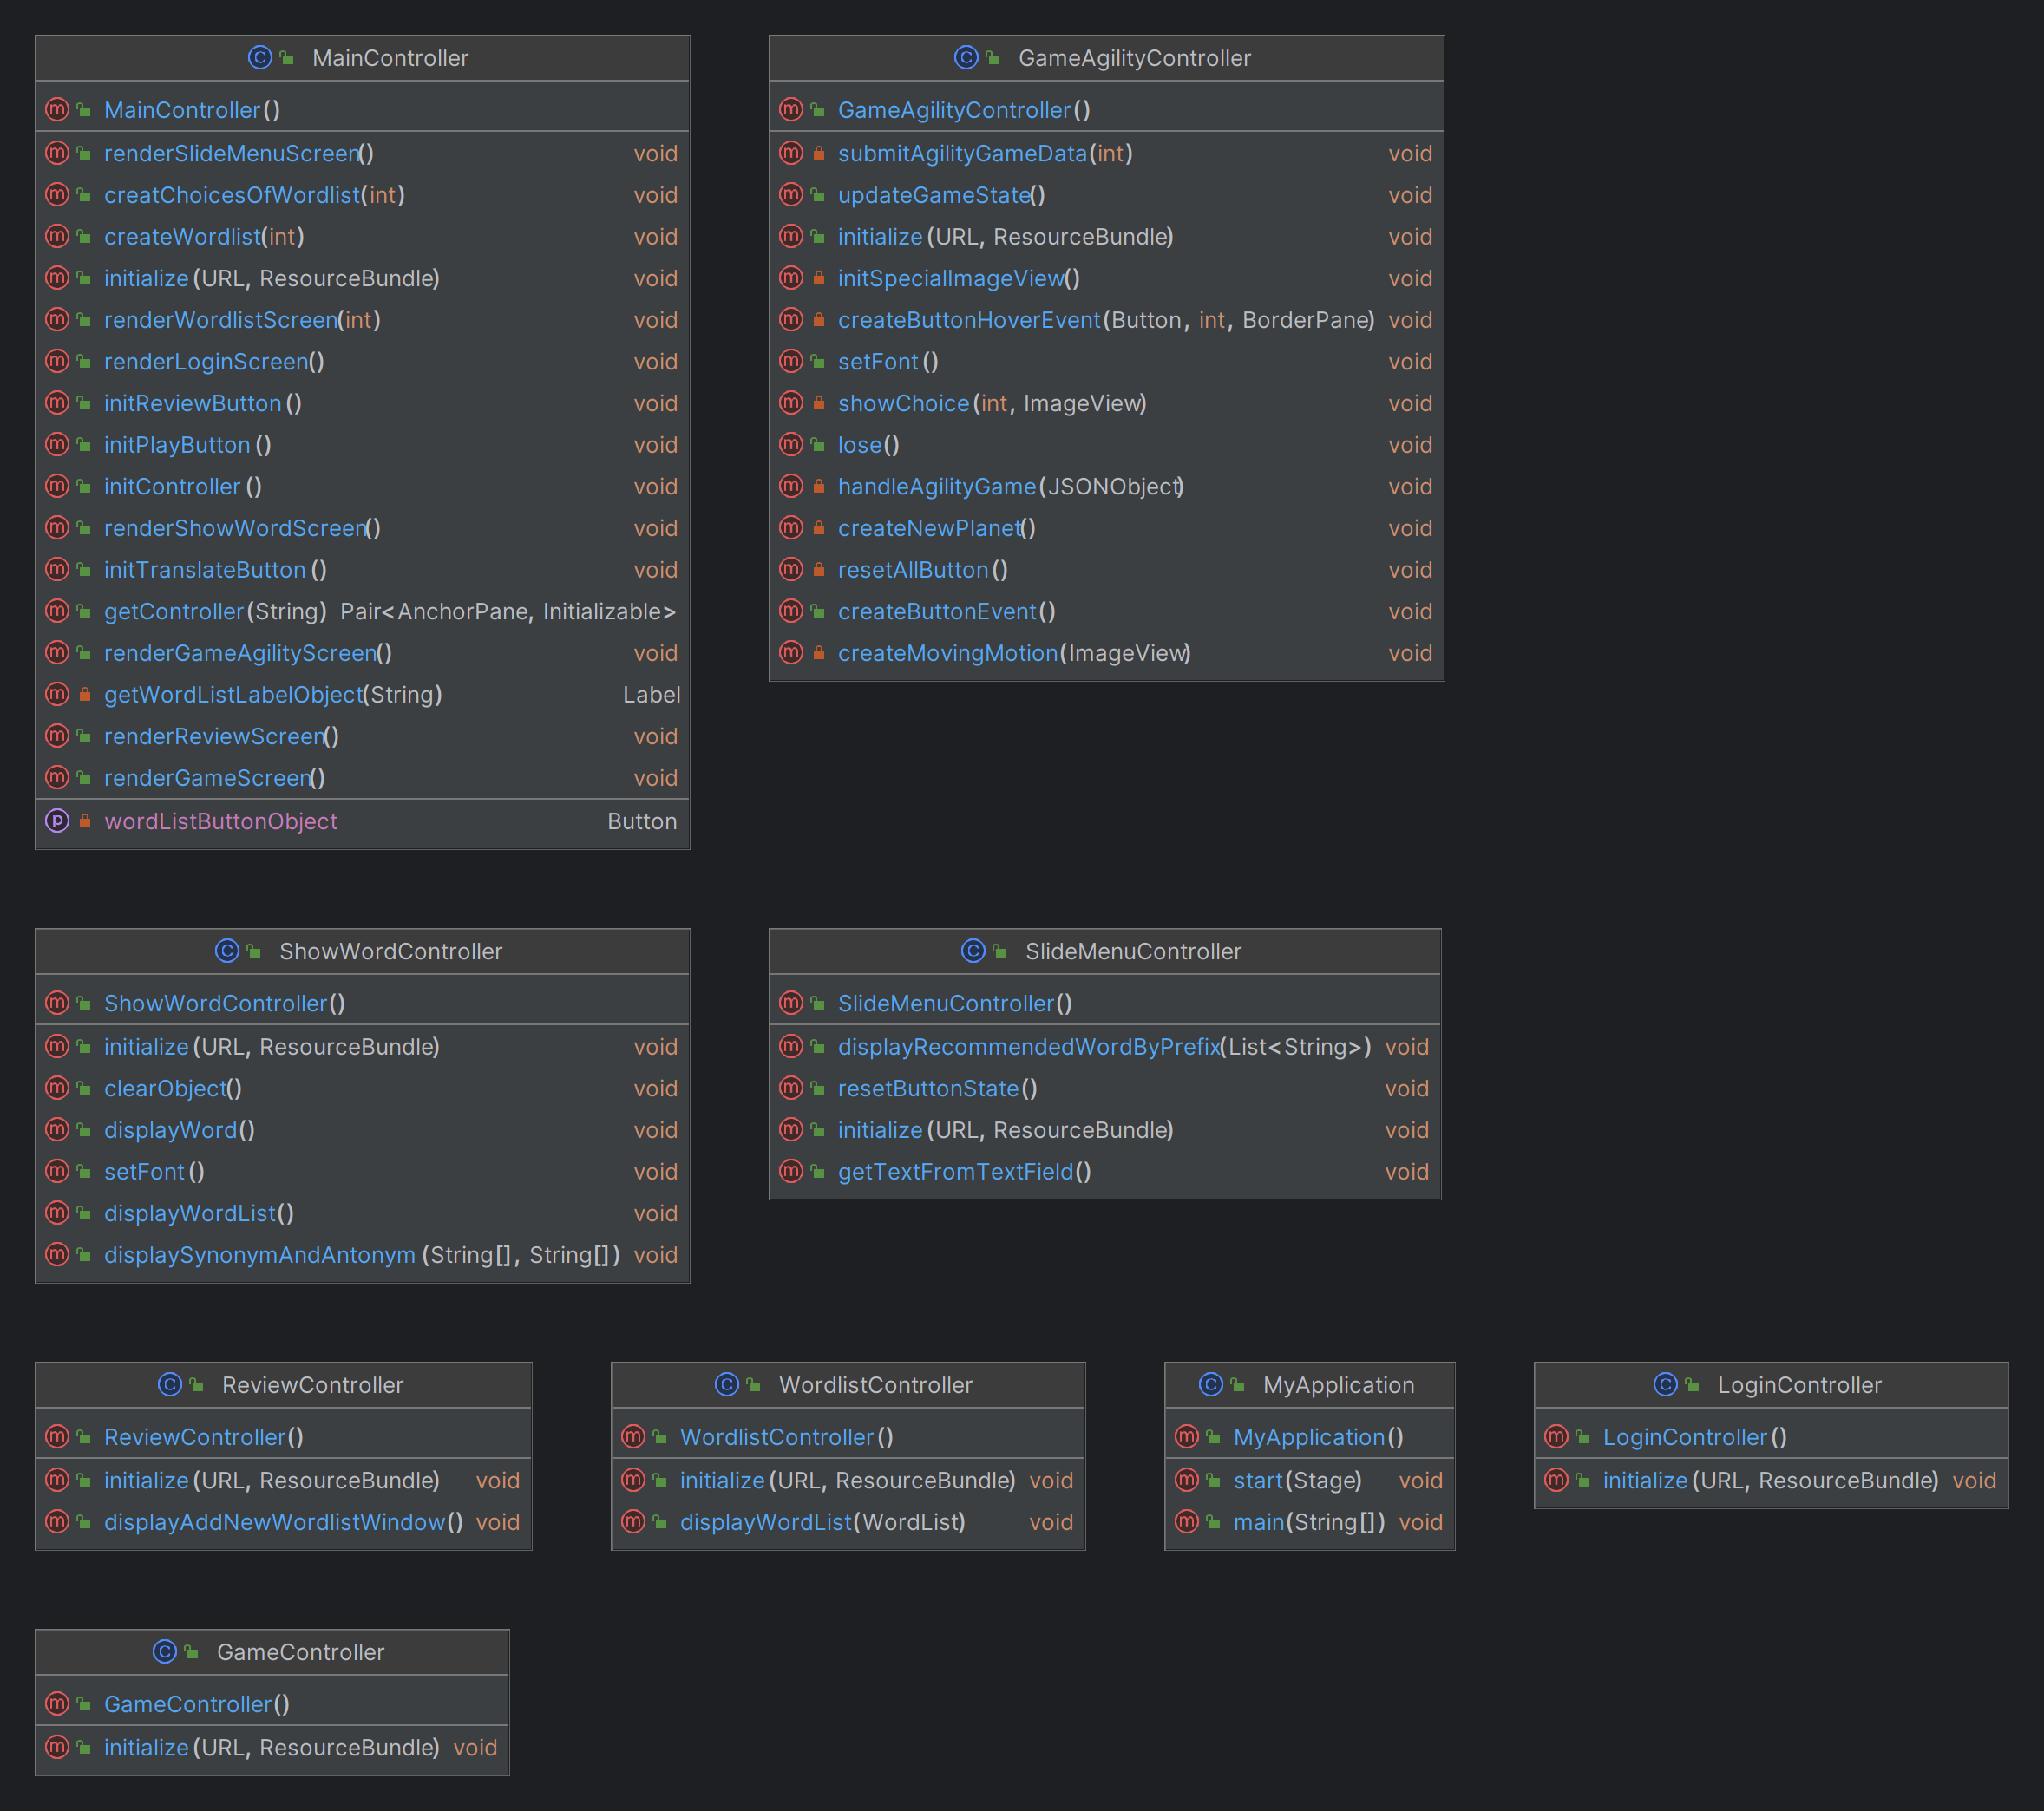 MainController
MainController()
renderSlideMenuScreen() void
creatChoicesOfWordlist(int) void
createWordlist(int) void
initialize(URL, ResourceBundle) void
renderWordlistScreen(int) void
renderLoginScreen() void
initReviewButton() void
initPlayButton() void
initController() void
renderShowWordScreen() void
initTranslateButton() void
getController(String) Pair<AnchorPane, Initializable>
renderGameAgilityScreen() void
getWordListLabelObject(String) Label
renderReviewScreen() void
renderGameScreen() void
wordListButtonObject Button
GameAgilityController
GameAgilityController()
submitAgilityGameData(int) void
updateGameState() void
initialize(URL, ResourceBundle) void
initSpecialImageView() void
createButtonHoverEvent(Button, int, BorderPane) void
setFont() void
showChoice(int, ImageView) void
lose() void
handleAgilityGame(JSONObject) void
createNewPlanet() void
resetAllButton() void
createButtonEvent() void
createMovingMotion(ImageView) void
ShowWordController
ShowWordController()
initialize(URL, ResourceBundle) void
clearObject() void
displayWord() void
setFont() void
displayWordList() void
displaySynonymAndAntonym(String[], String[]) void
SlideMenuController
SlideMenuController()
displayRecommendedWordByPrefix(List<String>) void
resetButtonState() void
initialize(URL, ResourceBundle) void
getTextFromTextField() void
ReviewController
ReviewController()
initialize(URL, ResourceBundle) void
displayAddNewWordlistWindow() void
WordlistController
WordlistController()
initialize(URL, ResourceBundle) void
displayWordList(WordList) void
MyApplication
MyApplication()
start(Stage) void
main(String[]) void
LoginController
LoginController()
initialize(URL, ResourceBundle) void
GameController
GameController()
initialize(URL, ResourceBundle) void